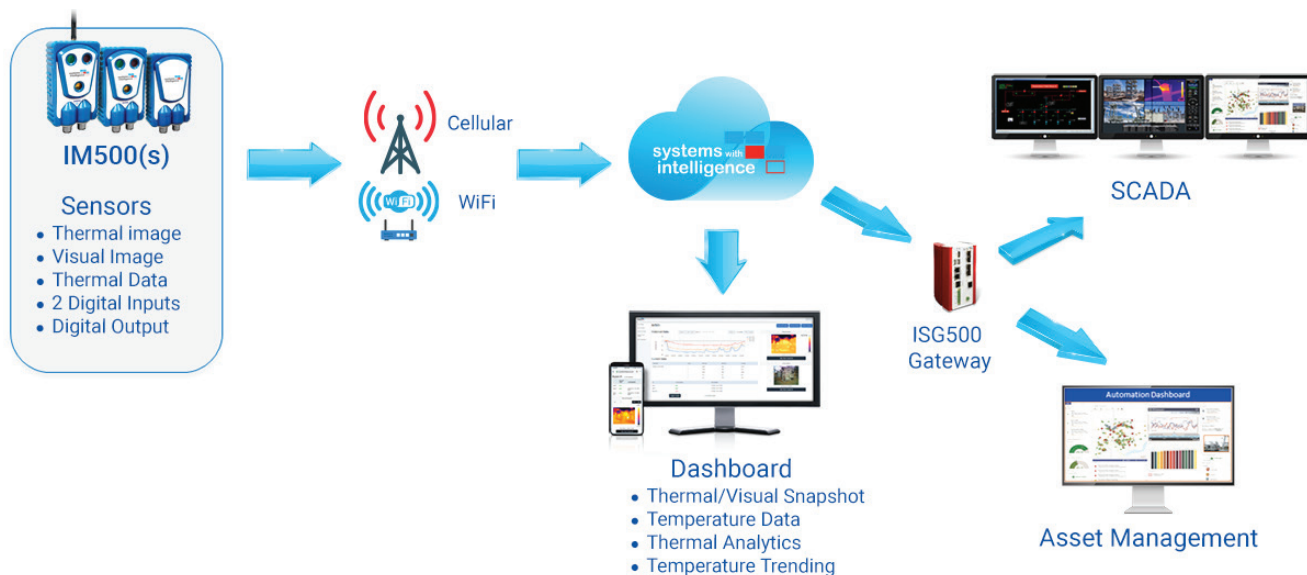 IM500(s)
Sensors
• Thermal image
• Visual Image
• Thermal Data
• 2 Digital Inputs
• Digital Output
Cellular
WiFi
WiFi
systems with
intelligence
SCADA
ISG500
Gateway
Automation Dashboard
Dashboard
• Thermal/Visual Snapshot
• Temperature Data
• Thermal Analytics
• Temperature Trending
Asset Management